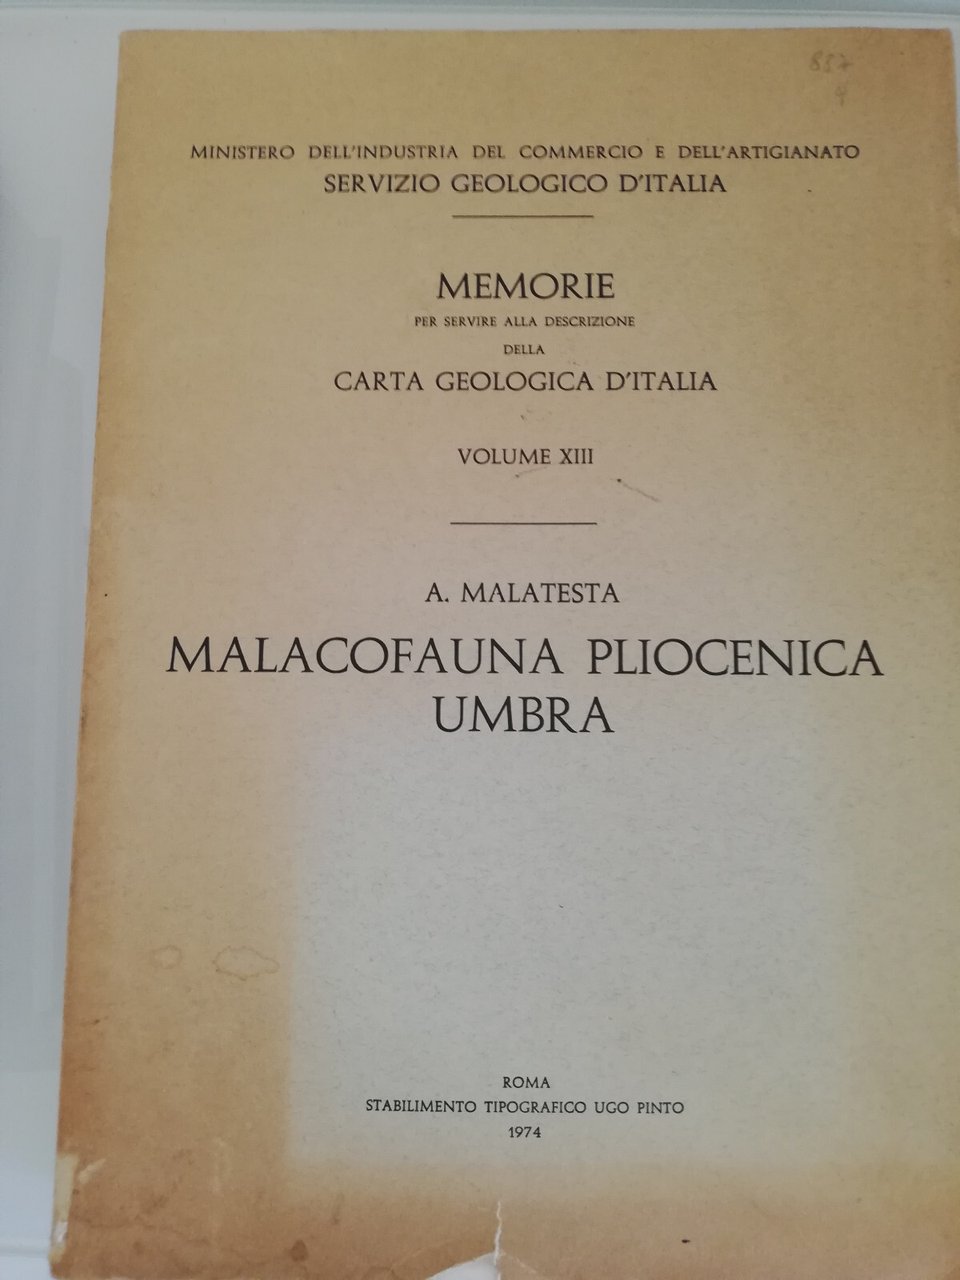 MINISTERO DELL'INDUSTRIA DEL COMMERCIO E DELL'ARTIGIANATO
SERVIZIO GEOLOGICO D'ITALIA
MEMORIE
PER SERVIRE ALLA DESCRIZIONE
DELLA
CARTA GEOLOGICA D'ITALIA
VOLUME XIII
A. MALATESTA
MALACOFAUNA PLIOCENICA
UMBRA
ROMA
STABILIMENTO TIPOGRAFICO UGO PINTO
1974